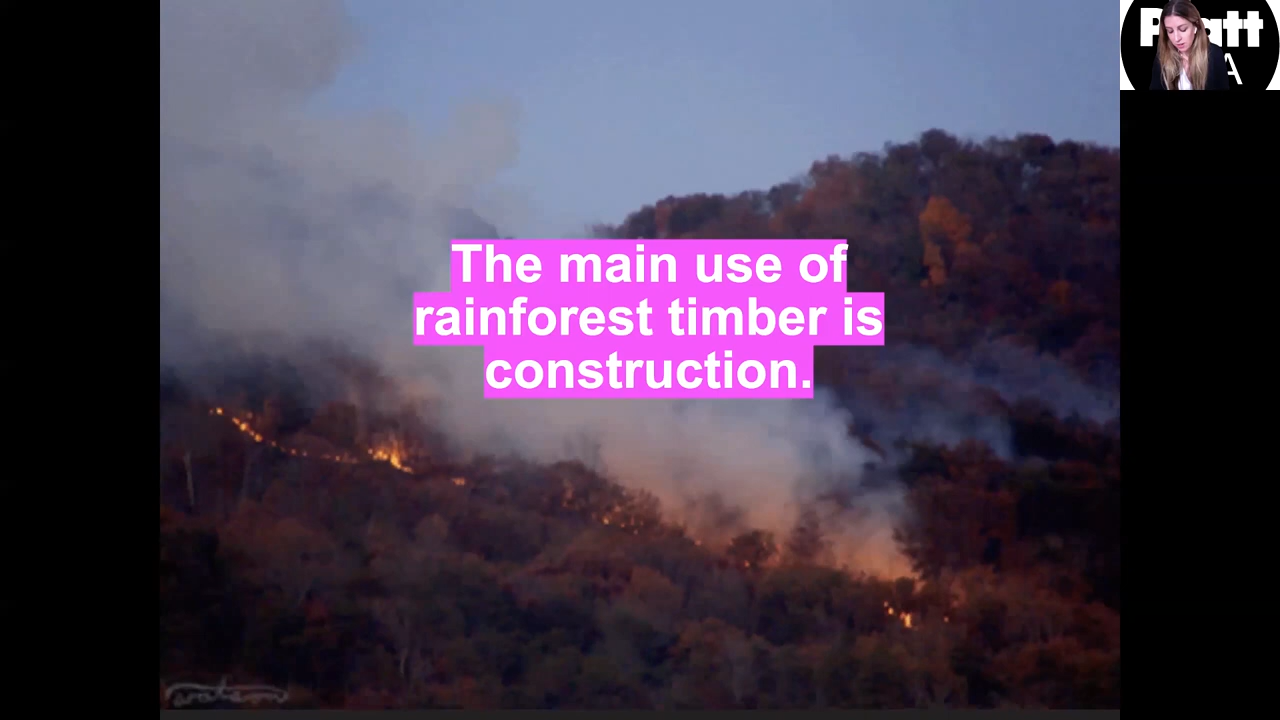 The main use of
rainforest timber is
construction.